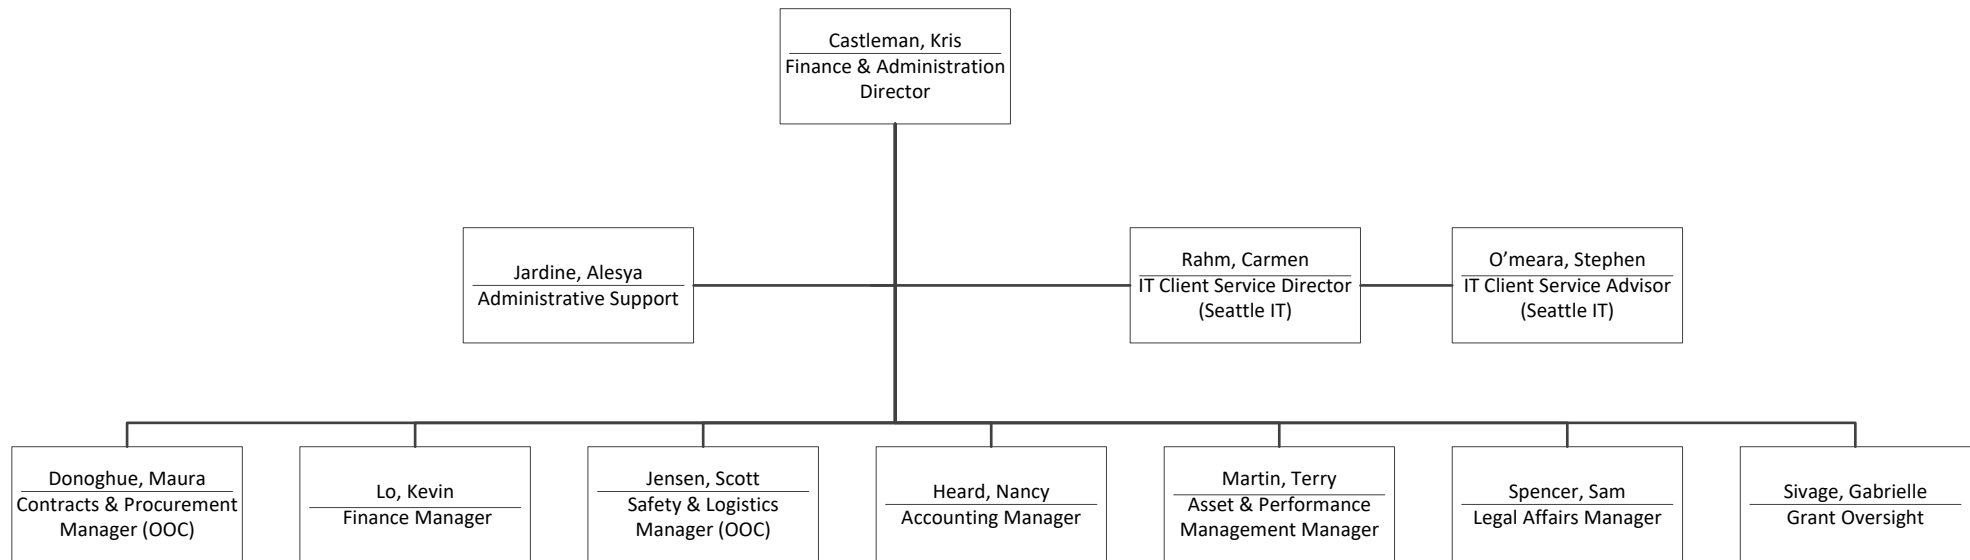 Castleman, Kris
Finance & Administration
Director
Jardine, Alesya
Administrative Support
Rahm, Carmen
IT Client Service Director
(Seattle IT)
O’meara, Stephen
IT Client Service Advisor
(Seattle IT)
Donoghue, Maura
Contracts & Procurement
Manager (OOC)
Lo, Kevin
Finance Manager
Jensen, Scott
Safety & Logistics
Manager (OOC)
Heard, Nancy
Accounting Manager
Martin, Terry
Asset & Performance
Management Manager
Spencer, Sam
Legal Affairs Manager
Sivage, Gabrielle
Grant Oversight